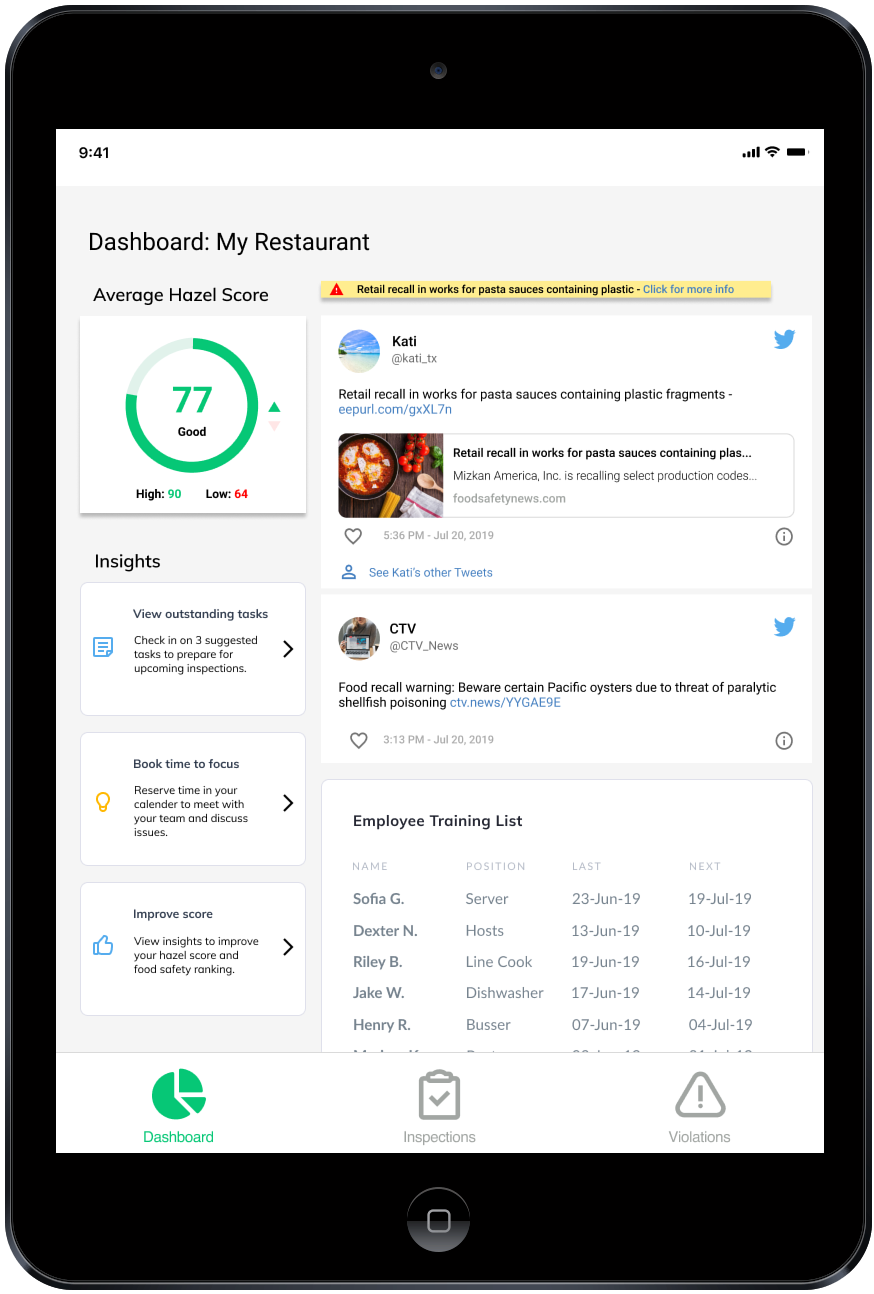 9:41
Dashboard: My Restaurant
Average Hazel Score
77
Good
High: 90 Low: 64
Insights
View outstanding tasks
Check in on 3 suggested
tasks to prepare for
upcoming inspections.
Book time to focus
Reserve time in your
calender to meet with
your team and discuss
issues.
Improve score
View insights to improve
your hazel score and
food safety ranking.
Retail recall in works for pasta sauces containing plastic - Click for more info
Kati
@kati_tx
Retail recall in works for pasta sauces containing plastic fragments -
eepurl.com/gxXL7n
Retail recall in works for pasta sauces containing plas...
Mizkan America, Inc. is recalling select production codes...
foodsafetynews.com
5:36 PM - Jul 20, 2019
See Kati's other Tweets
CTV
@CTV_News
Food recall warning: Beware certain Pacific oysters due to threat of paralytic
shellfish poisoning ctv.news/YYGAE9E
3:13 PM - Jul 20, 2019
Employee Training List
NAME POSITION LAST NEXT
Sofia G. Server 23-Jun-19 19-Jul-19
Dexter N. Hosts 13-Jun-19 10-Jul-19
Riley B. Line Cook 19-Jun-19 16-Jul-19
Jake W. Dishwasher 17-Jun-19 14-Jul-19
Henry R. Busser 07-Jun-19 04-Jul-19
Dashboard
Inspections
Violations